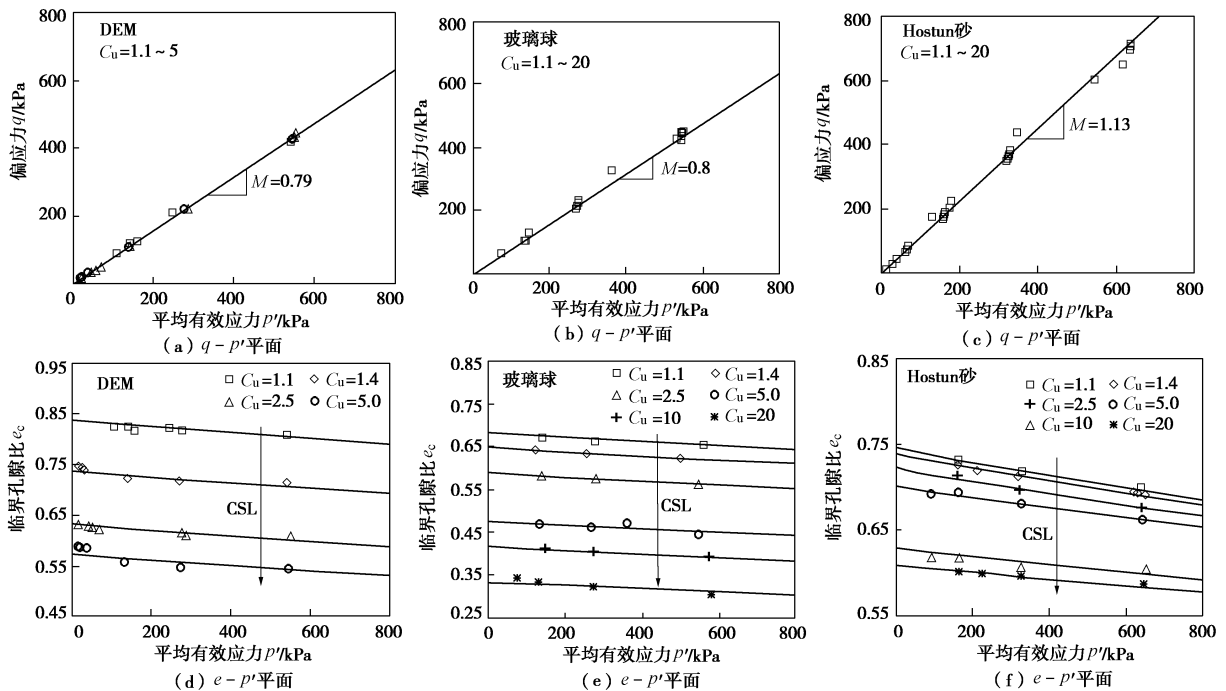 DEM
Cu=1.1~5
M=0.79
偏应力q/kPa
800
600
400
200
0 200 400 600 800
平均有效应力p′/kPa
（a）q－p′平面
玻璃球
Cu=1.1~20
M=0.8
偏应力q/kPa
800
600
400
200
0 200 400 600 800
平均有效应力p′/kPa
（b）q－p′平面
Hostun砂
Cu=1.1~20
M=1.13
偏应力q/kPa
800
600
400
200
0 200 400 600 800
平均有效应力p′/kPa
（c）q－p′平面
DEM
Cu=1.1 Cu=1.4
Cu=2.5 Cu=5.0
CSL
临界孔隙比ec
0.95
0.85
0.75
0.65
0.55
0.45
0 200 400 600 800
平均有效应力p′/kPa
（d）e－p′平面
玻璃球
Cu=1.1 Cu=1.4
Cu=2.5 Cu=5.0
Cu=10 Cu=20
CSL
临界孔隙比ec
0.85
0.75
0.65
0.55
0.45
0.35
0.25
0 200 400 600 800
平均有效应力p′/kPa
（e）e－p′平面
Hostun砂
Cu=1.1 Cu=1.4
Cu=2.5 Cu=5.0
Cu=10 Cu=20
CSL
临界孔隙比ec
0.85
0.75
0.65
0.55
0 200 400 600 800
平均有效应力p′/kPa
（f）e－p′平面